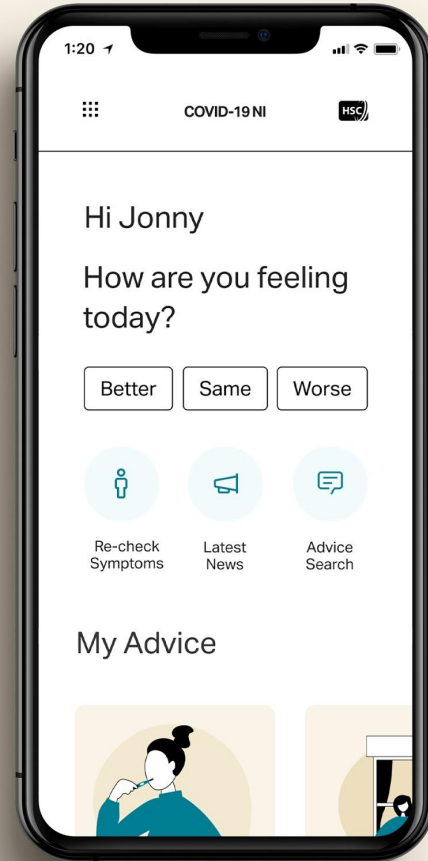 1:20
COVID-19 NI
HSC
Hi Jonny
How are you feeling
today?
Better Same Worse
Re-check
Symptoms
Latest
News
Advice
Search
My Advice